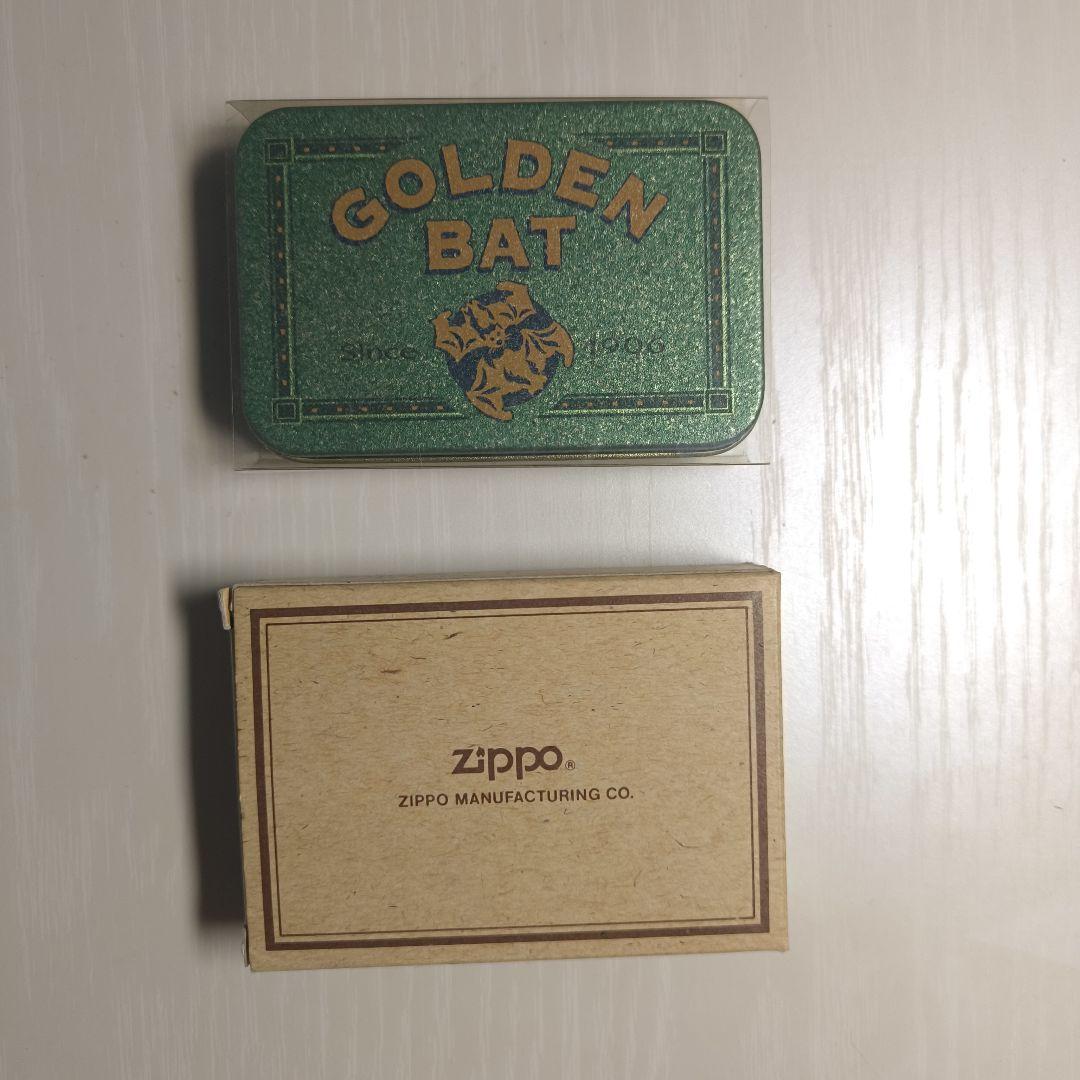 GOLDEN
BAT
Since 1906
zippo®
ZIPPO MANUFACTURING CO.